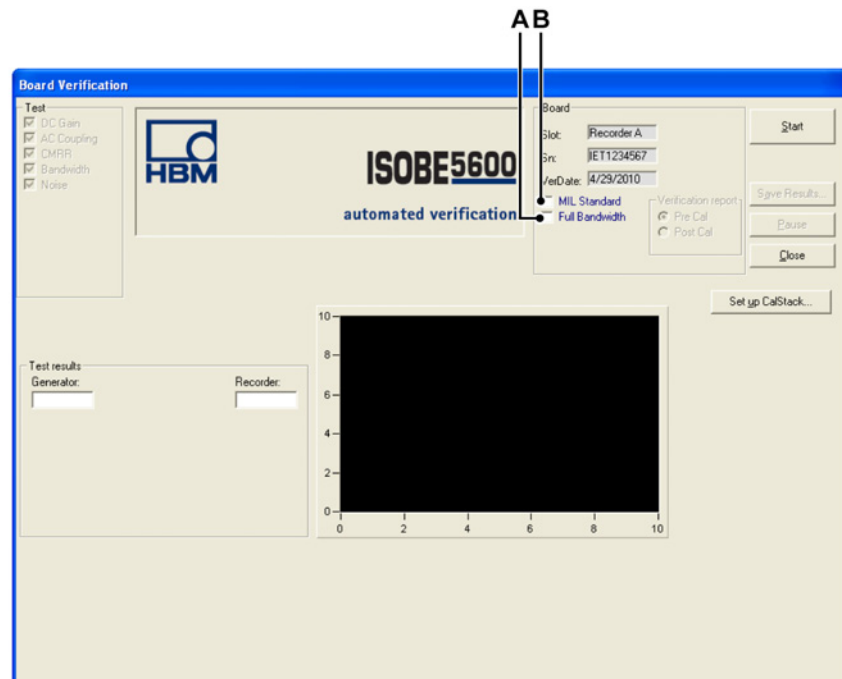 A B
Board Verification
Test
DC Gain
AC Coupling
CMRR
Bandwidth
Noise
HBM
ISOBE5600
automated verification
Board
Slot: Recorder A
Sn: IET1234567
VerDate: 4/29/2010
MIL Standard
Full Bandwidth
Verification report
Pre Cal
Post Cal
Start
Save Results...
Pause
Close
Set up CalStack...
Test results
Generator:
Recorder:
10
8
6
4
2
0
0 2 4 6 8 10